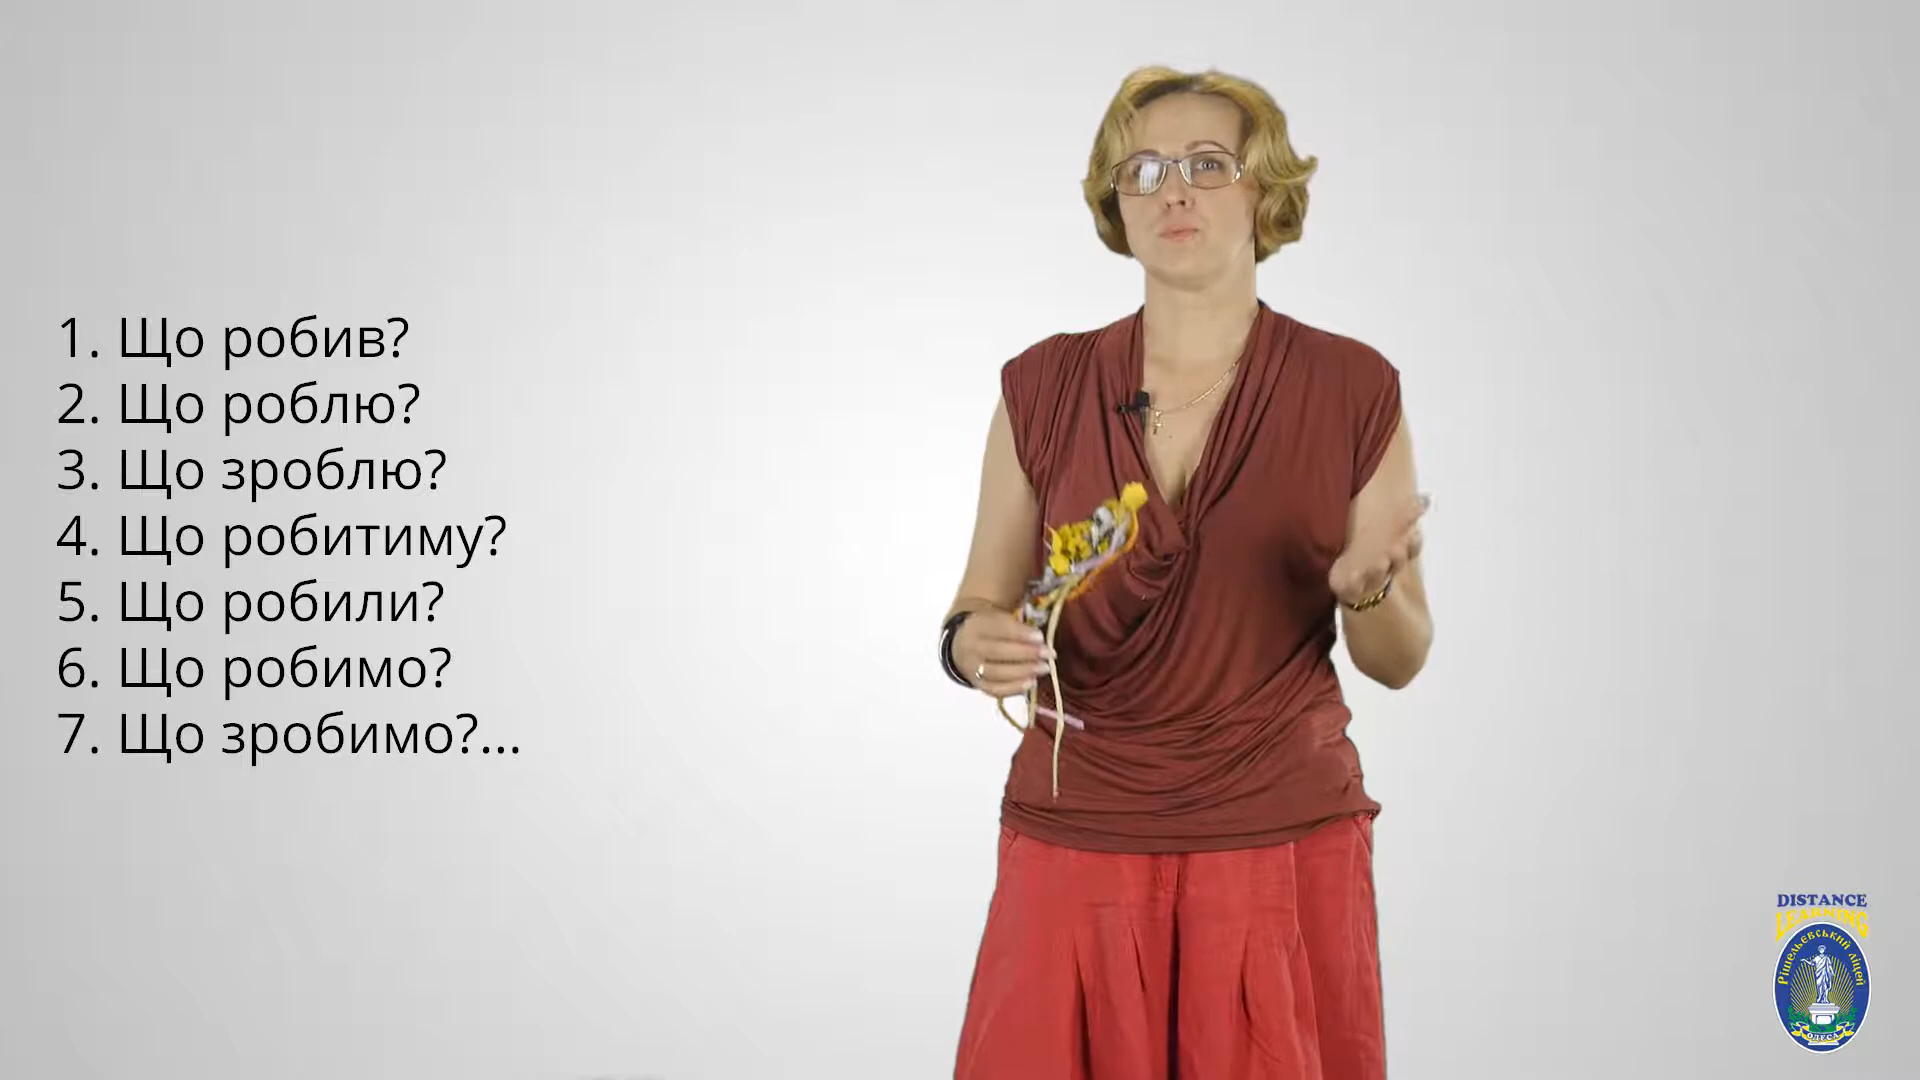 1. Що робив?
2. Що роблю?
3. Що зроблю?
4. Що робитиму?
5. Що робили?
6. Що робимо?
7. Що зробимо?...
DISTANCE
LEARNING
Рішельєвський ліцей
ОДЕСА